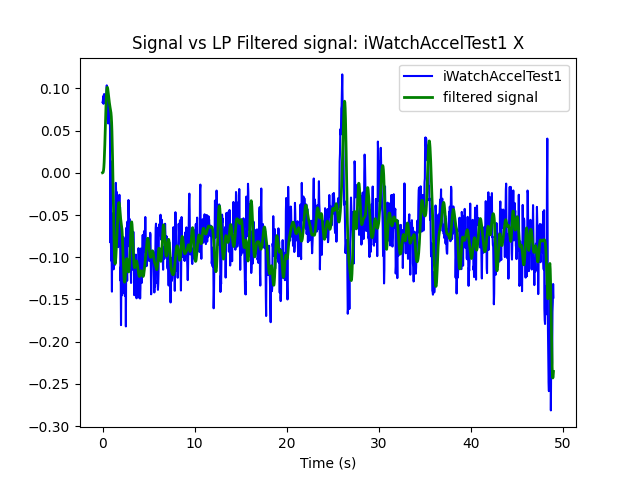 Signal vs LP Filtered signal: iWatchAccelTest1 X
iWatchAccelTest1
filtered signal
0.10
0.05
0.00
−0.05
−0.10
−0.15
−0.20
−0.25
−0.30
0 10 20 30 40 50
Time (s)